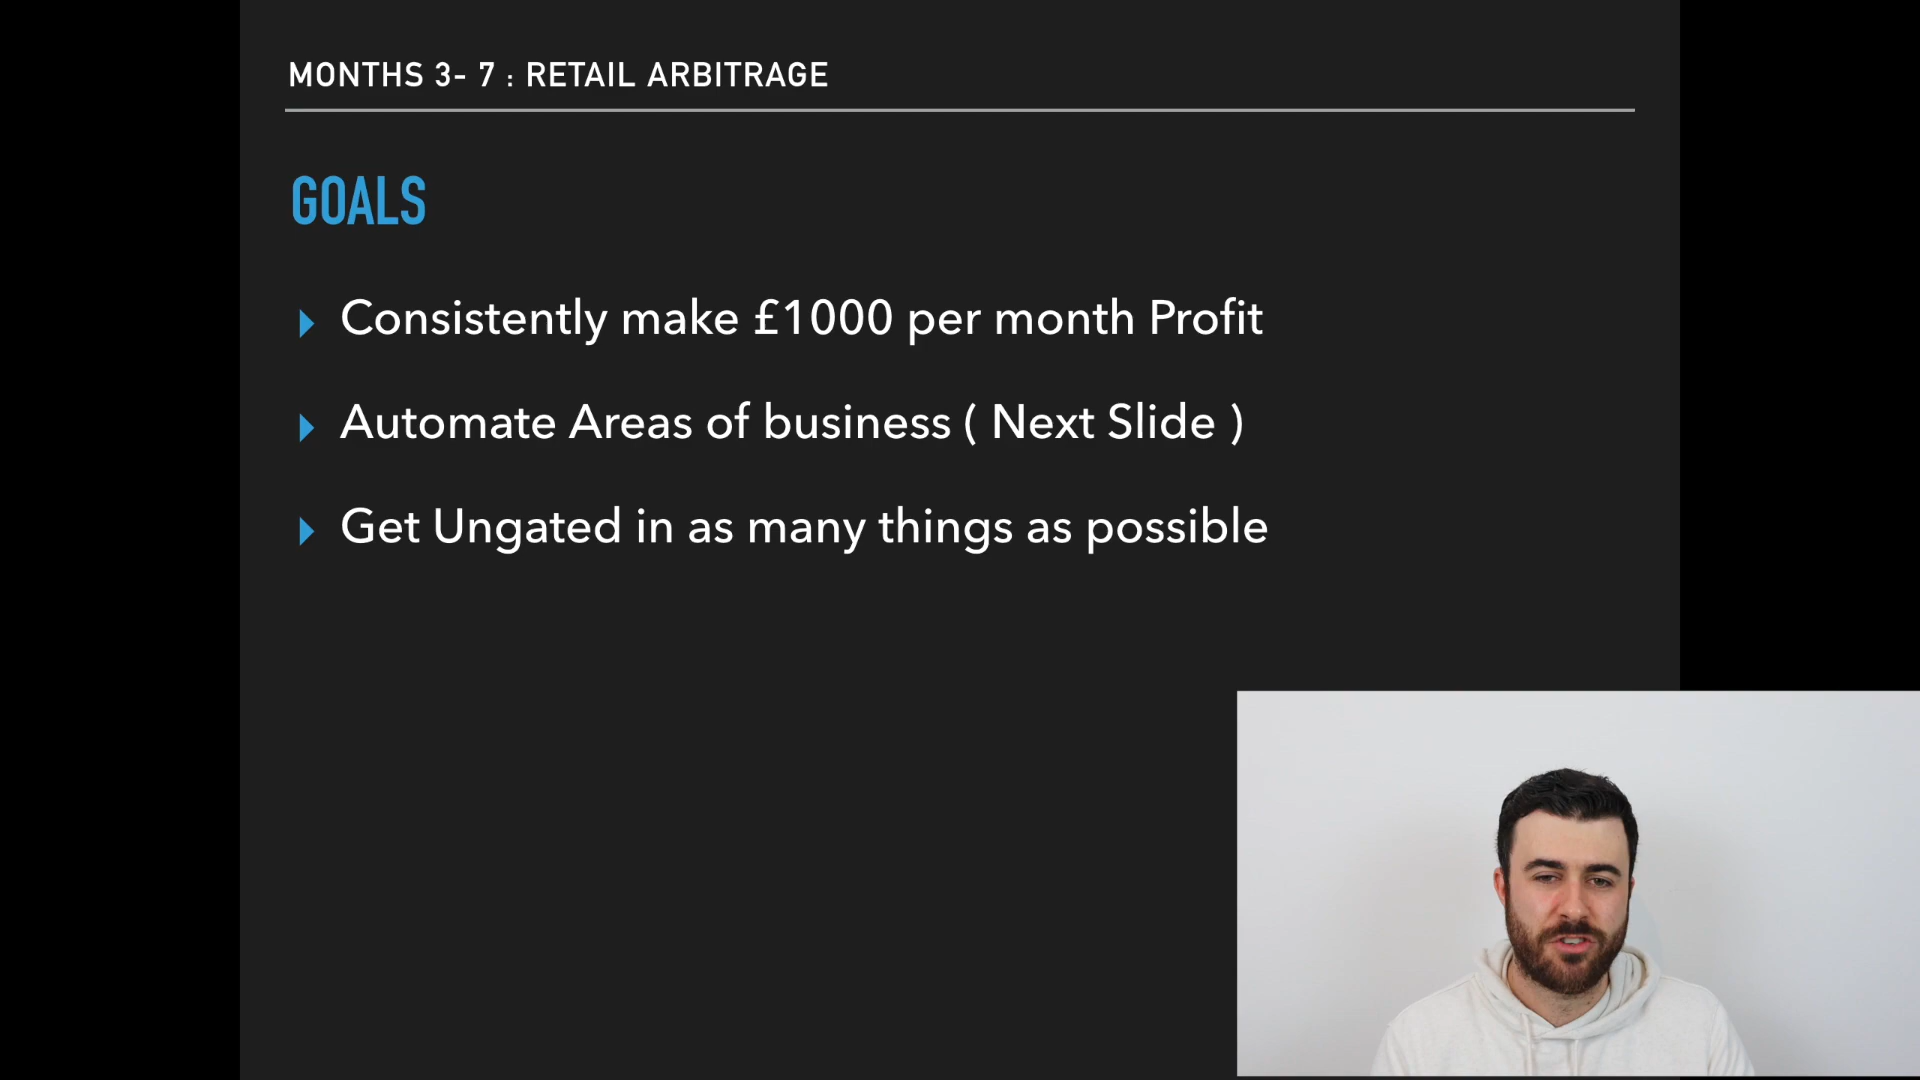 MONTHS 3- 7 : RETAIL ARBITRAGE
GOALS
Consistently make £1000 per month Profit
Automate Areas of business ( Next Slide )
Get Ungated in as many things as possible